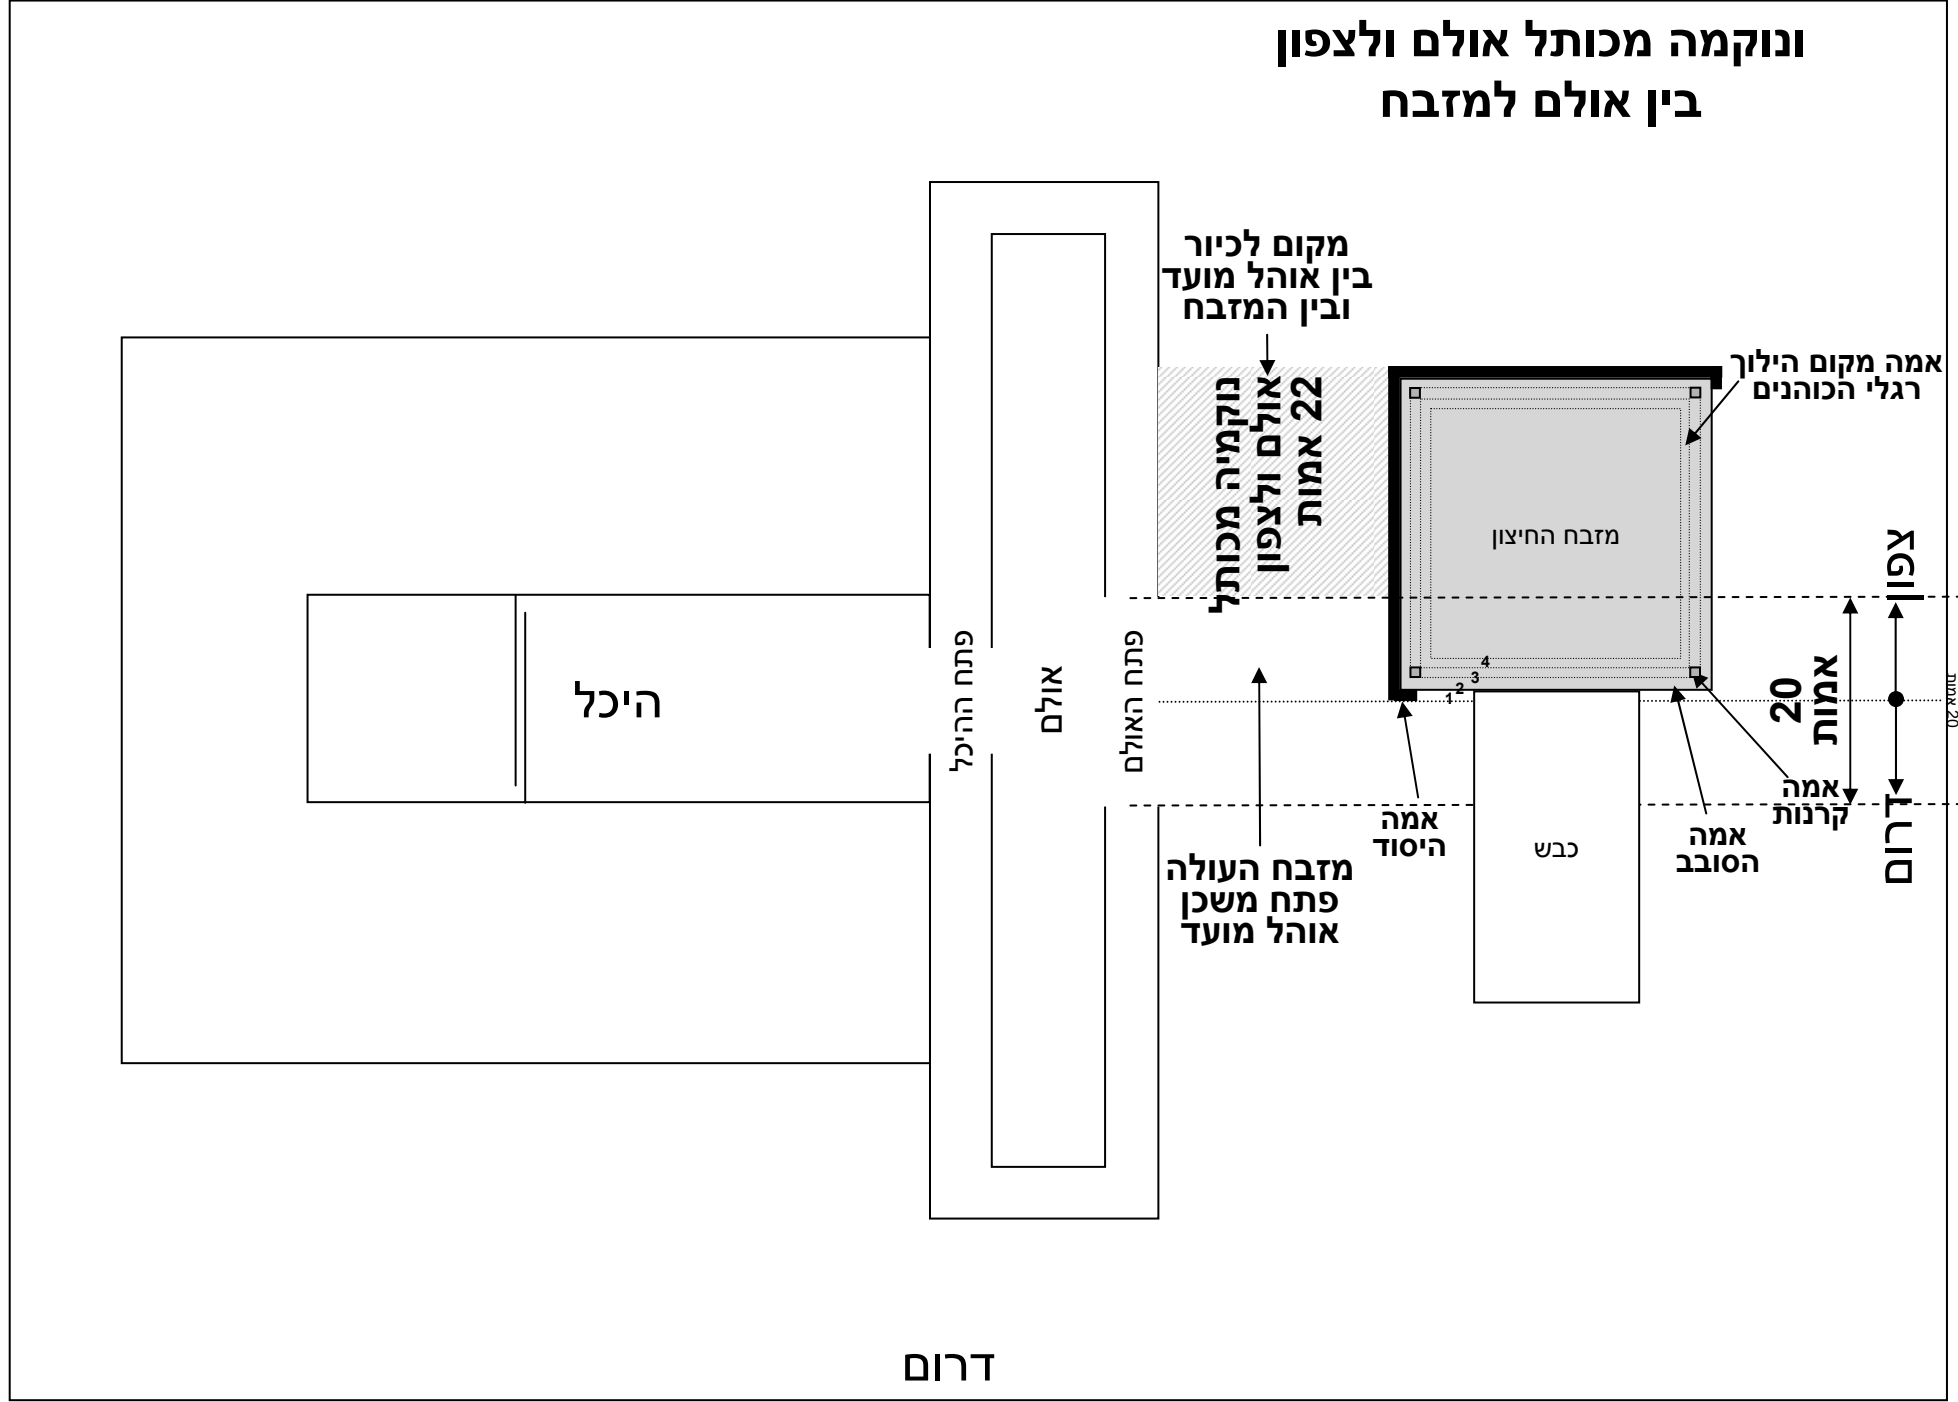 ונוקמה מכותל אולם ולצפון
בין אולם למזבח
מקום לכיור
בין אוהל מועד
ובין המזבח
נוקמיה מכותל
אולם ולצפון
22 אמות
אמה מקום הילוך
רגלי הכוהנים
מזבח החיצון
צפון
דרום
20
אמות
20 אמות
היכל
פתח ההיכל
אולם
פתח האולם
1
2
3
4
אמה
היסוד
כבש
אמה
הסובב
אמה
קרנות
מזבח העולה
פתח משכן
אוהל מועד
דרום